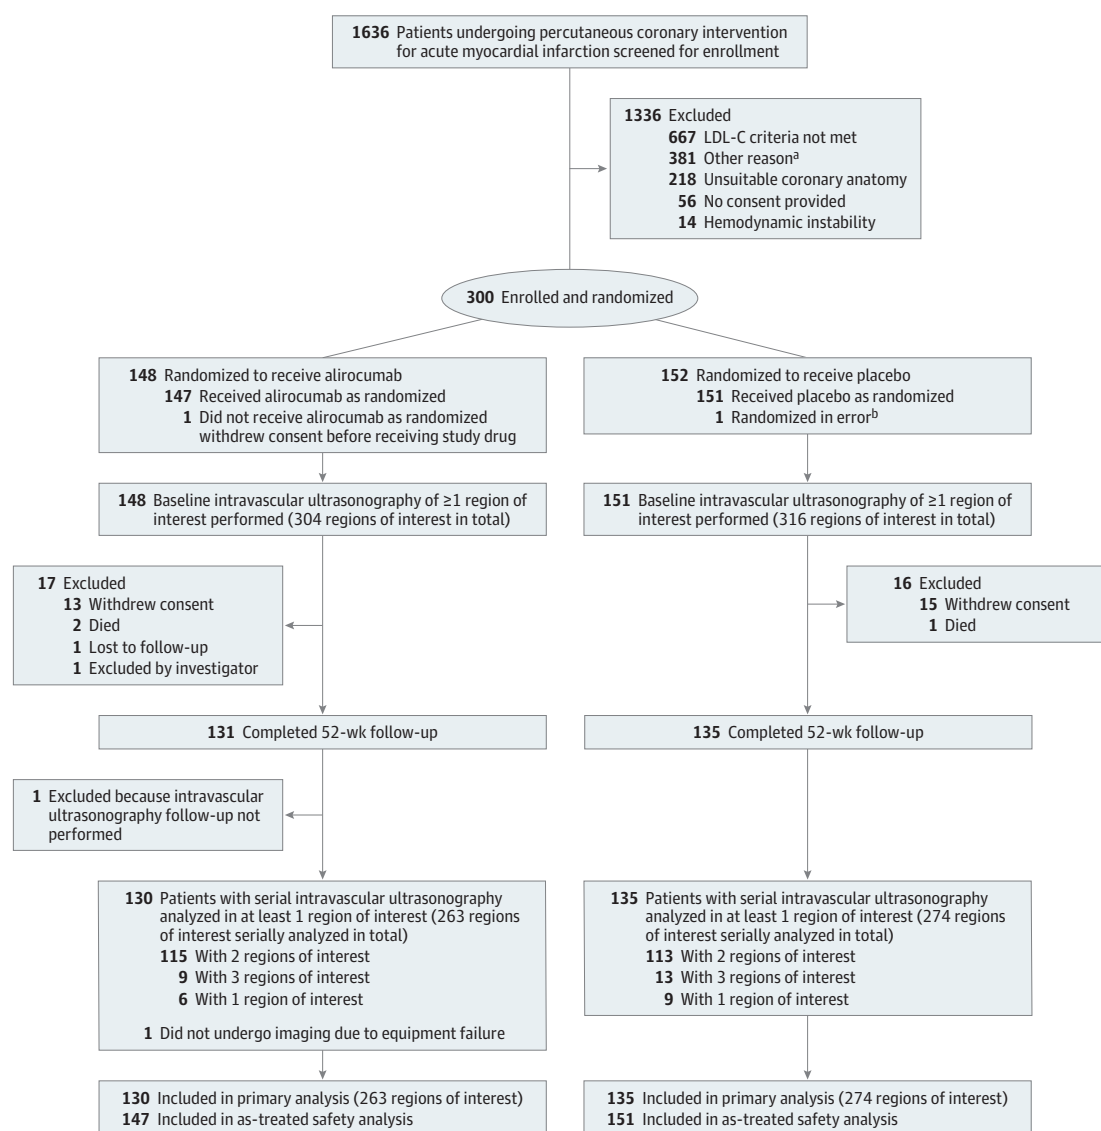 1636 Patients undergoing percutaneous coronary intervention
for acute myocardial infarction screened for enrollment
1336 Excluded
667 LDL-C criteria not met
381 Other reasonᵃ
218 Unsuitable coronary anatomy
56 No consent provided
14 Hemodynamic instability
300 Enrolled and randomized
148 Randomized to receive alirocumab
147 Received alirocumab as randomized
1 Did not receive alirocumab as randomized
withdrew consent before receiving study drug
152 Randomized to receive placebo
151 Received placebo as randomized
1 Randomized in errorᵇ
148 Baseline intravascular ultrasonography of ≥1 region of
interest performed (304 regions of interest in total)
151 Baseline intravascular ultrasonography of ≥1 region of
interest performed (316 regions of interest in total)
17 Excluded
13 Withdrew consent
2 Died
1 Lost to follow-up
1 Excluded by investigator
16 Excluded
15 Withdrew consent
1 Died
131 Completed 52-wk follow-up
135 Completed 52-wk follow-up
1 Excluded because intravascular
ultrasonography follow-up not
performed
130 Patients with serial intravascular ultrasonography
analyzed in at least 1 region of interest (263 regions
of interest serially analyzed in total)
115 With 2 regions of interest
9 With 3 regions of interest
6 With 1 region of interest
1 Did not undergo imaging due to equipment failure
135 Patients with serial intravascular ultrasonography
analyzed in at least 1 region of interest (274 regions
of interest serially analyzed in total)
113 With 2 regions of interest
13 With 3 regions of interest
9 With 1 region of interest
130 Included in primary analysis (263 regions of interest)
147 Included in as-treated safety analysis
135 Included in primary analysis (274 regions of interest)
151 Included in as-treated safety analysis